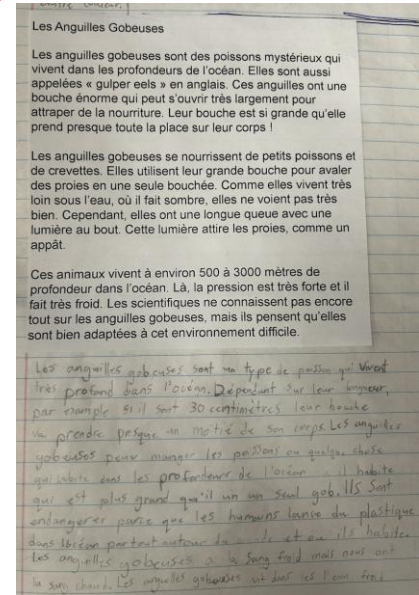 Les Anguilles Gobeuses
Les anguilles gobeuses sont des poissons mystérieux qui
vivent dans les profondeurs de l'océan. Elles sont aussi
appelées « gulper eels » en anglais. Ces anguilles ont une
bouche énorme qui peut s'ouvrir très largement pour
attraper de la nourriture. Leur bouche est si grande qu'elle
prend presque toute la place sur leur corps !
Les anguilles gobeuses se nourrissent de petits poissons et
de crevettes. Elles utilisent leur grande bouche pour avaler
des proies en une seule bouchée. Comme elles vivent très
loin sous l'eau, où il fait sombre, elles ne voient pas très
bien. Cependant, elles ont une longue queue avec une
lumière au bout. Cette lumière attire les proies, comme un
appât.
Ces animaux vivent à environ 500 à 3000 mètres de
profondeur dans l'océan. Là, la pression est très forte et il
fait très froid. Les scientifiques ne connaissent pas encore
tout sur les anguilles gobeuses, mais ils pensent qu'elles
sont bien adaptées à cet environnement difficile.
Les anguilles gobeuses sont un type de qui vivent
très profond dans l'océan. Dépendant sur leur longueur,
par example si il sont 30 centimètres leur bouche
va prendre presque un motié de son corps. Les anguilles
gobeuses peux manger les poissons ou quelque chose
qui habite dans les profondeur de l'océan il habite
qui est plus grand qu'il un un seul gob. Ils sont
endangerer parce que les humains lance du plastique
dans l'océan partout autour du et ou ils habite.
Les anguilles gobeuses a la sang froid mais nous ont
la sang chaud. Les anguilles gobeuses vit dans les l'eau froid